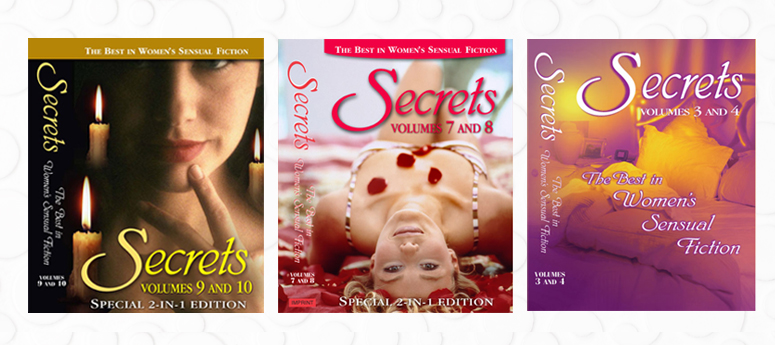 THE BEST IN WOMEN'S SENSUAL FICTION
Secrets
The Best in
Women's Sensual Fiction
VOLUMES
9 AND 10
Secrets
VOLUMES 9 AND 10
SPECIAL 2-IN-1 EDITION
THE BEST IN WOMEN'S SENSUAL FICTION
Secrets
The Best in
Women's Sensual Fiction
VOLUMES
7 AND 8
Secrets
VOLUMES 7 AND 8
SPECIAL 2-IN-1 EDITION
Secrets
The Best in
Women's Sensual Fiction
VOLUMES
3 AND 4
Secrets
VOLUMES 3 AND 4
The Best in
Women's
Sensual
Fiction